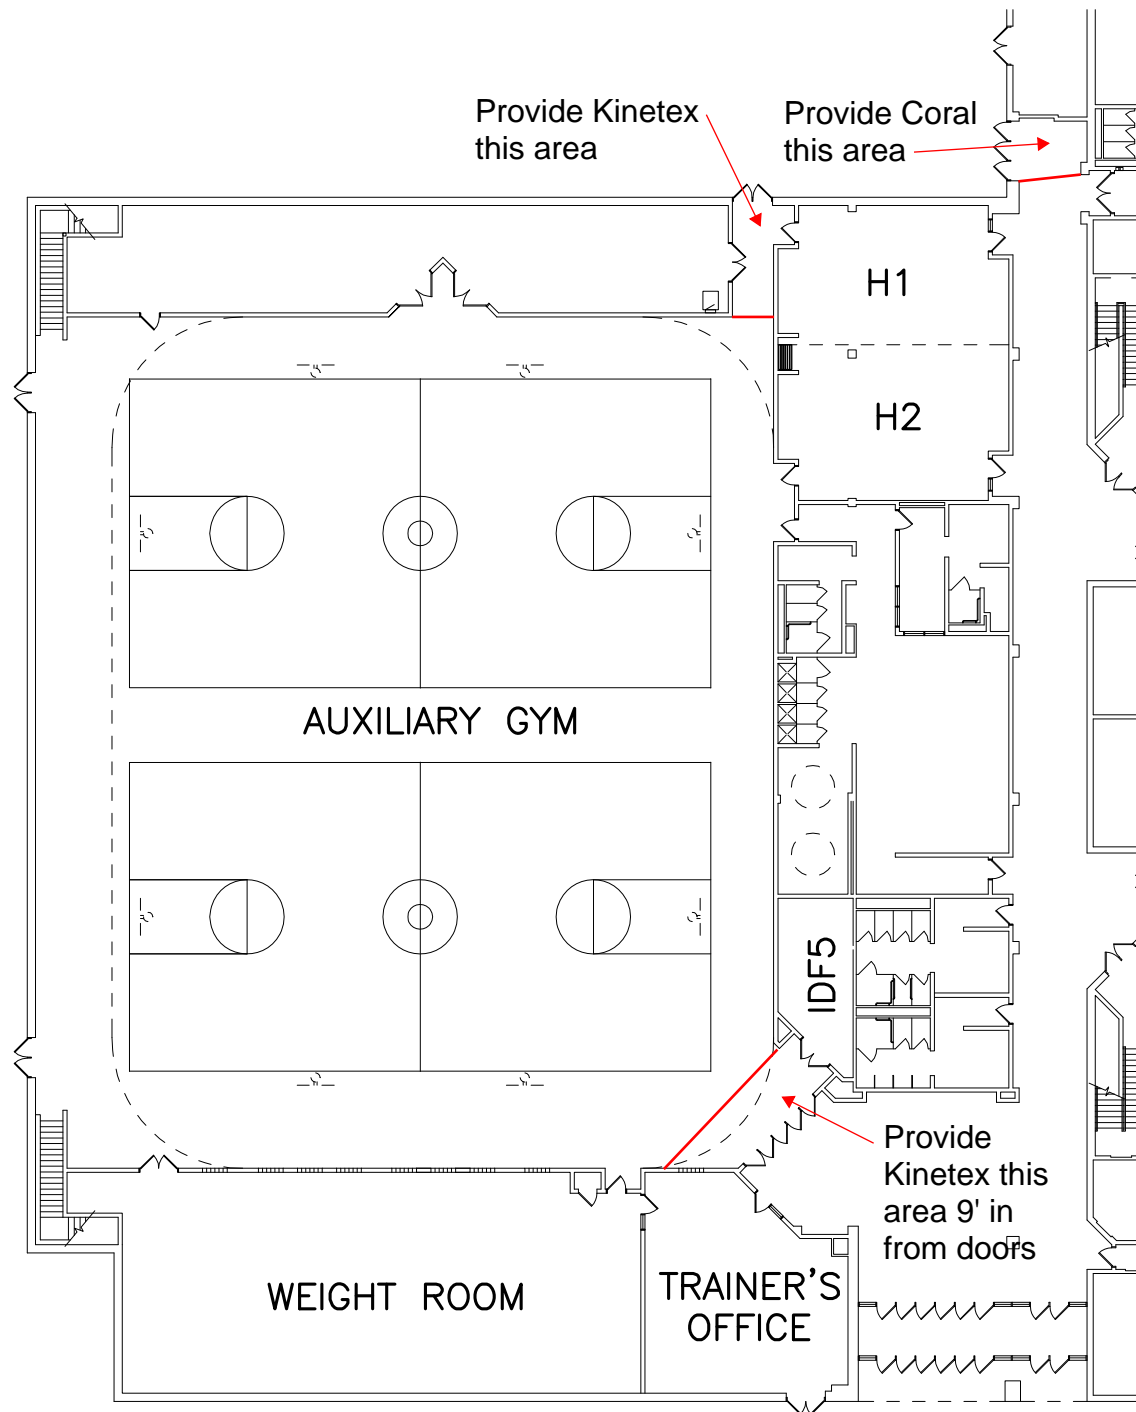 Provide Kinetex
this area
Provide Coral
this area
H1
H2
AUXILIARY GYM
IDF5
Provide
Kinetex this
area 9' in
from doors
WEIGHT ROOM
TRAINER'S
OFFICE